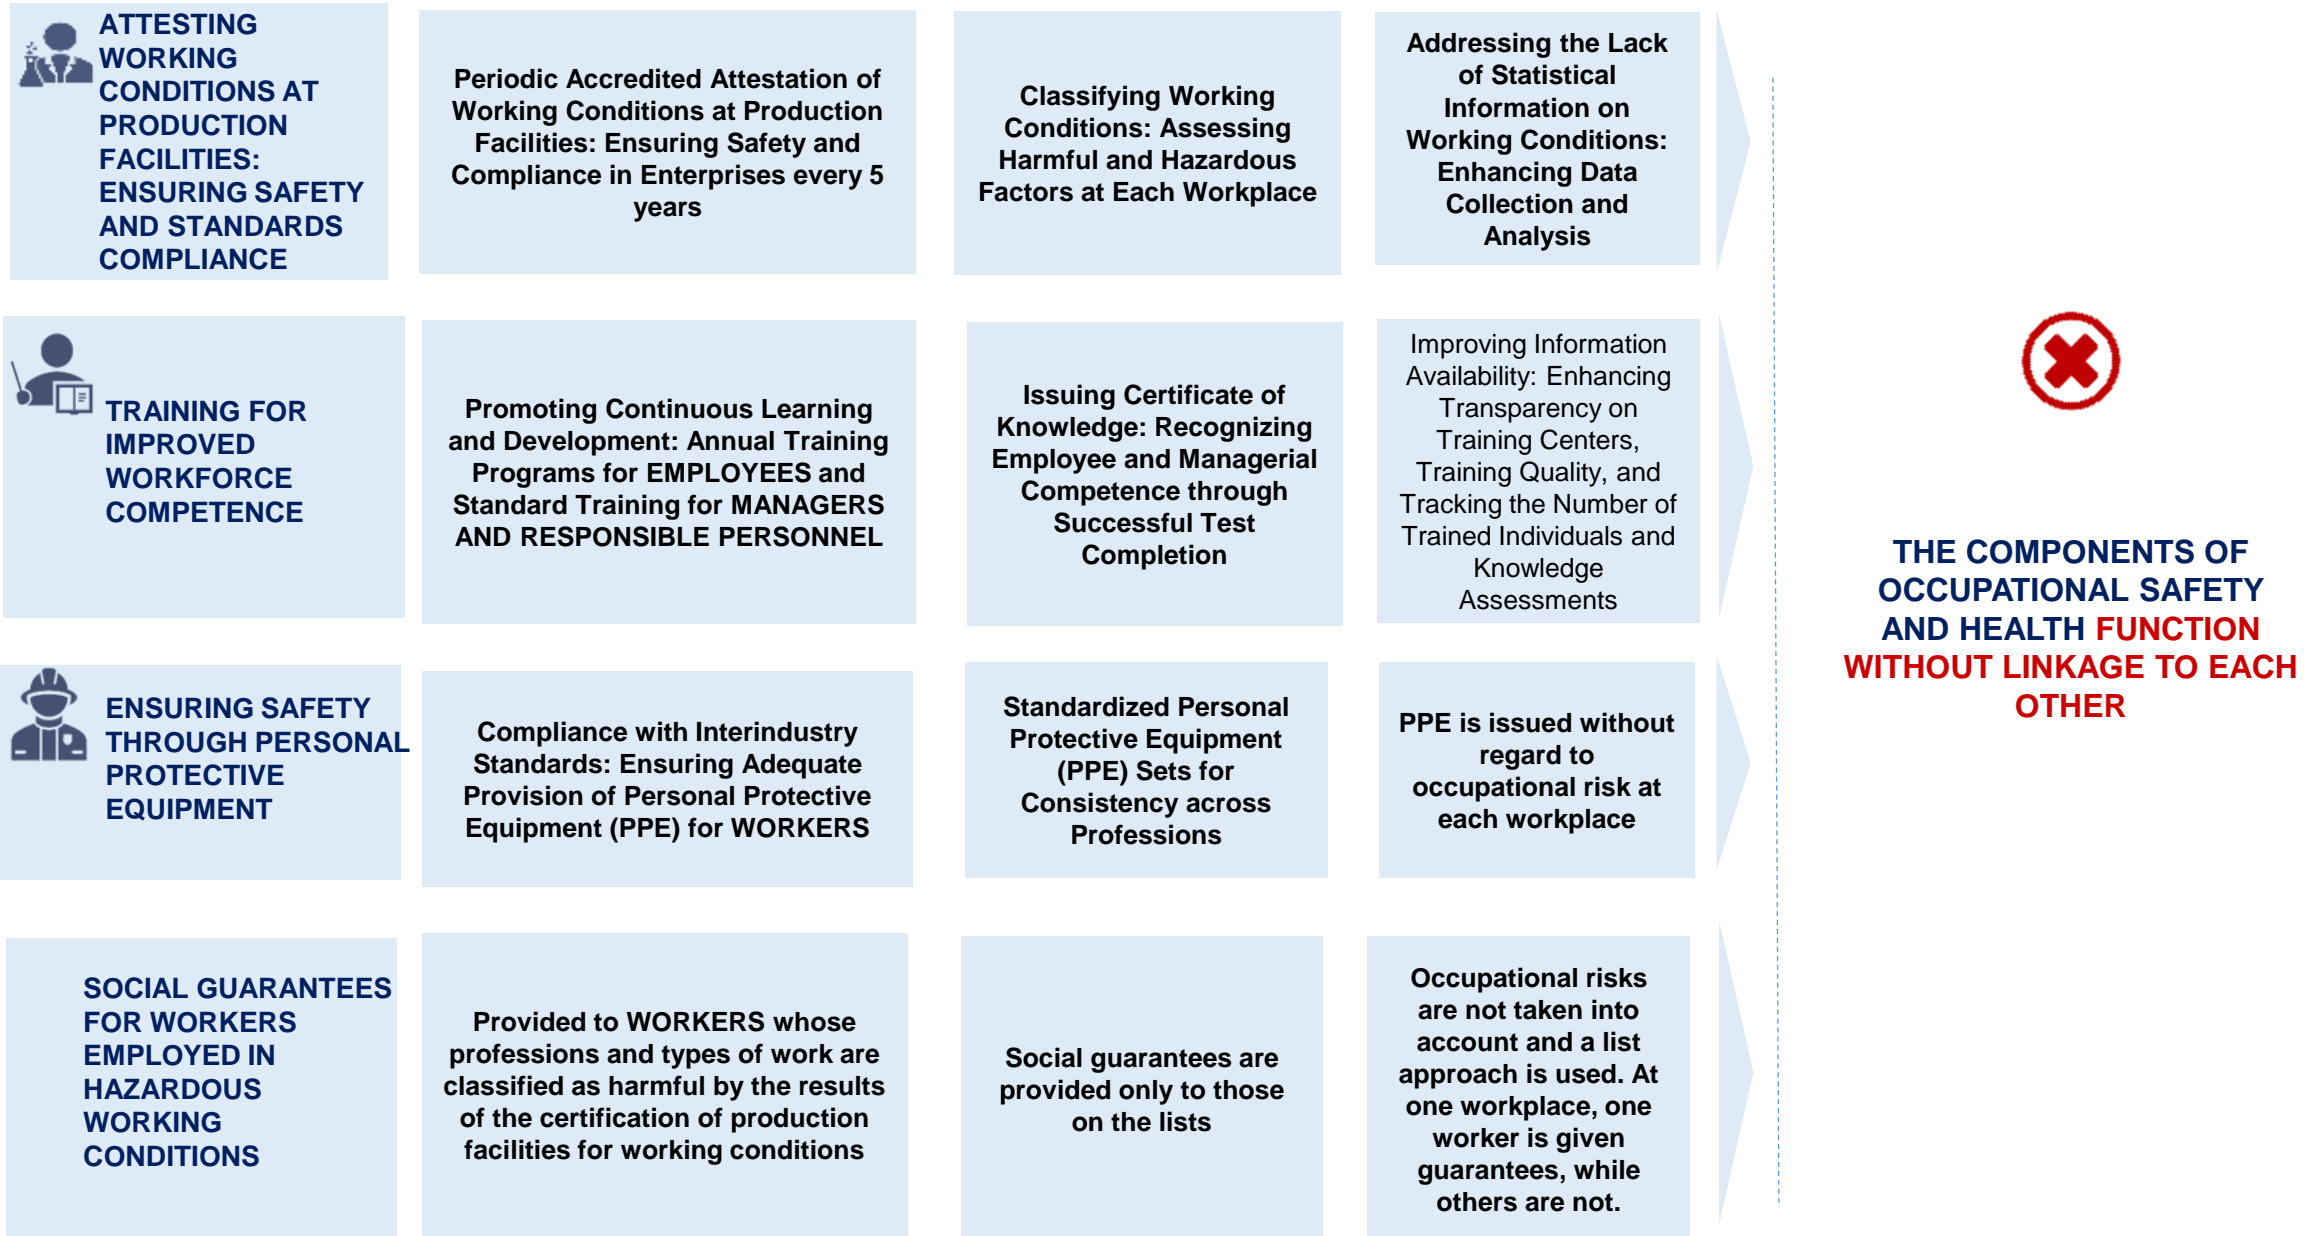 ATTESTING
WORKING
CONDITIONS AT
PRODUCTION
FACILITIES:
ENSURING SAFETY
AND STANDARDS
COMPLIANCE
Periodic Accredited Attestation of
Working Conditions at Production
Facilities: Ensuring Safety and
Compliance in Enterprises every 5
years
Classifying Working
Conditions: Assessing
Harmful and Hazardous
Factors at Each Workplace
Addressing the Lack
of Statistical
Information on
Working Conditions:
Enhancing Data
Collection and
Analysis
TRAINING FOR
IMPROVED
WORKFORCE
COMPETENCE
Promoting Continuous Learning
and Development: Annual Training
Programs for EMPLOYEES and
Standard Training for MANAGERS
AND RESPONSIBLE PERSONNEL
Issuing Certificate of
Knowledge: Recognizing
Employee and Managerial
Competence through
Successful Test
Completion
Improving Information
Availability: Enhancing
Transparency on
Training Centers,
Training Quality, and
Tracking the Number of
Trained Individuals and
Knowledge
Assessments
ENSURING SAFETY
THROUGH PERSONAL
PROTECTIVE
EQUIPMENT
Compliance with Interindustry
Standards: Ensuring Adequate
Provision of Personal Protective
Equipment (PPE) for WORKERS
Standardized Personal
Protective Equipment
(PPE) Sets for
Consistency across
Professions
PPE is issued without
regard to
occupational risk at
each workplace
SOCIAL GUARANTEES
FOR WORKERS
EMPLOYED IN
HAZARDOUS
WORKING
CONDITIONS
Provided to WORKERS whose
professions and types of work are
classified as harmful by the results
of the certification of production
facilities for working conditions
Social guarantees are
provided only to those
on the lists
Occupational risks
are not taken into
account and a list
approach is used. At
one workplace, one
worker is given
guarantees, while
others are not.
THE COMPONENTS OF
OCCUPATIONAL SAFETY
AND HEALTH FUNCTION
WITHOUT LINKAGE TO EACH
OTHER